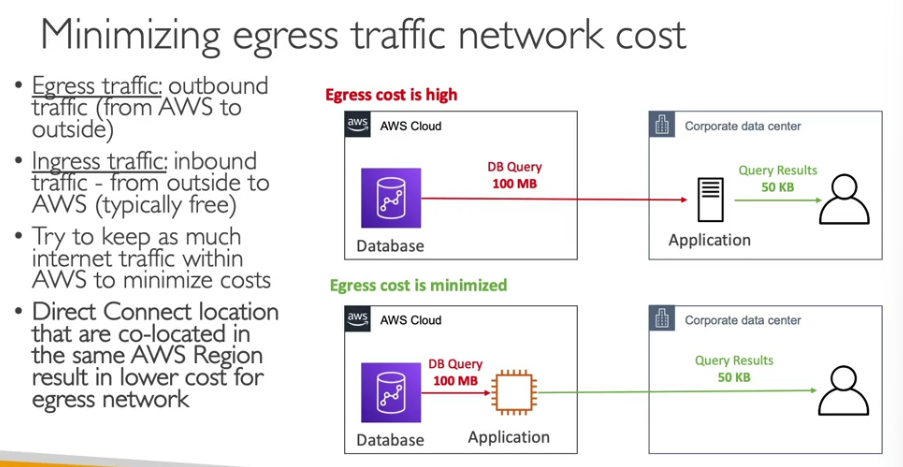 Minimizing egress traffic network cost
• Egress traffic: outbound
traffic (from AWS to
outside)
• Ingress traffic: inbound
traffic - from outside to
AWS (typically free)
• Try to keep as much
internet traffic within
AWS to minimize costs
• Direct Connect location
that are co-located in
the same AWS Region
result in lower cost for
egress network
Egress cost is high
aws
AWS Cloud
DB Query
100 MB
Database
Corporate data center
Query Results
50 KB
Application
Egress cost is minimized
aws
AWS Cloud
DB Query
100 MB
Database
Application
Corporate data center
Query Results
50 KB